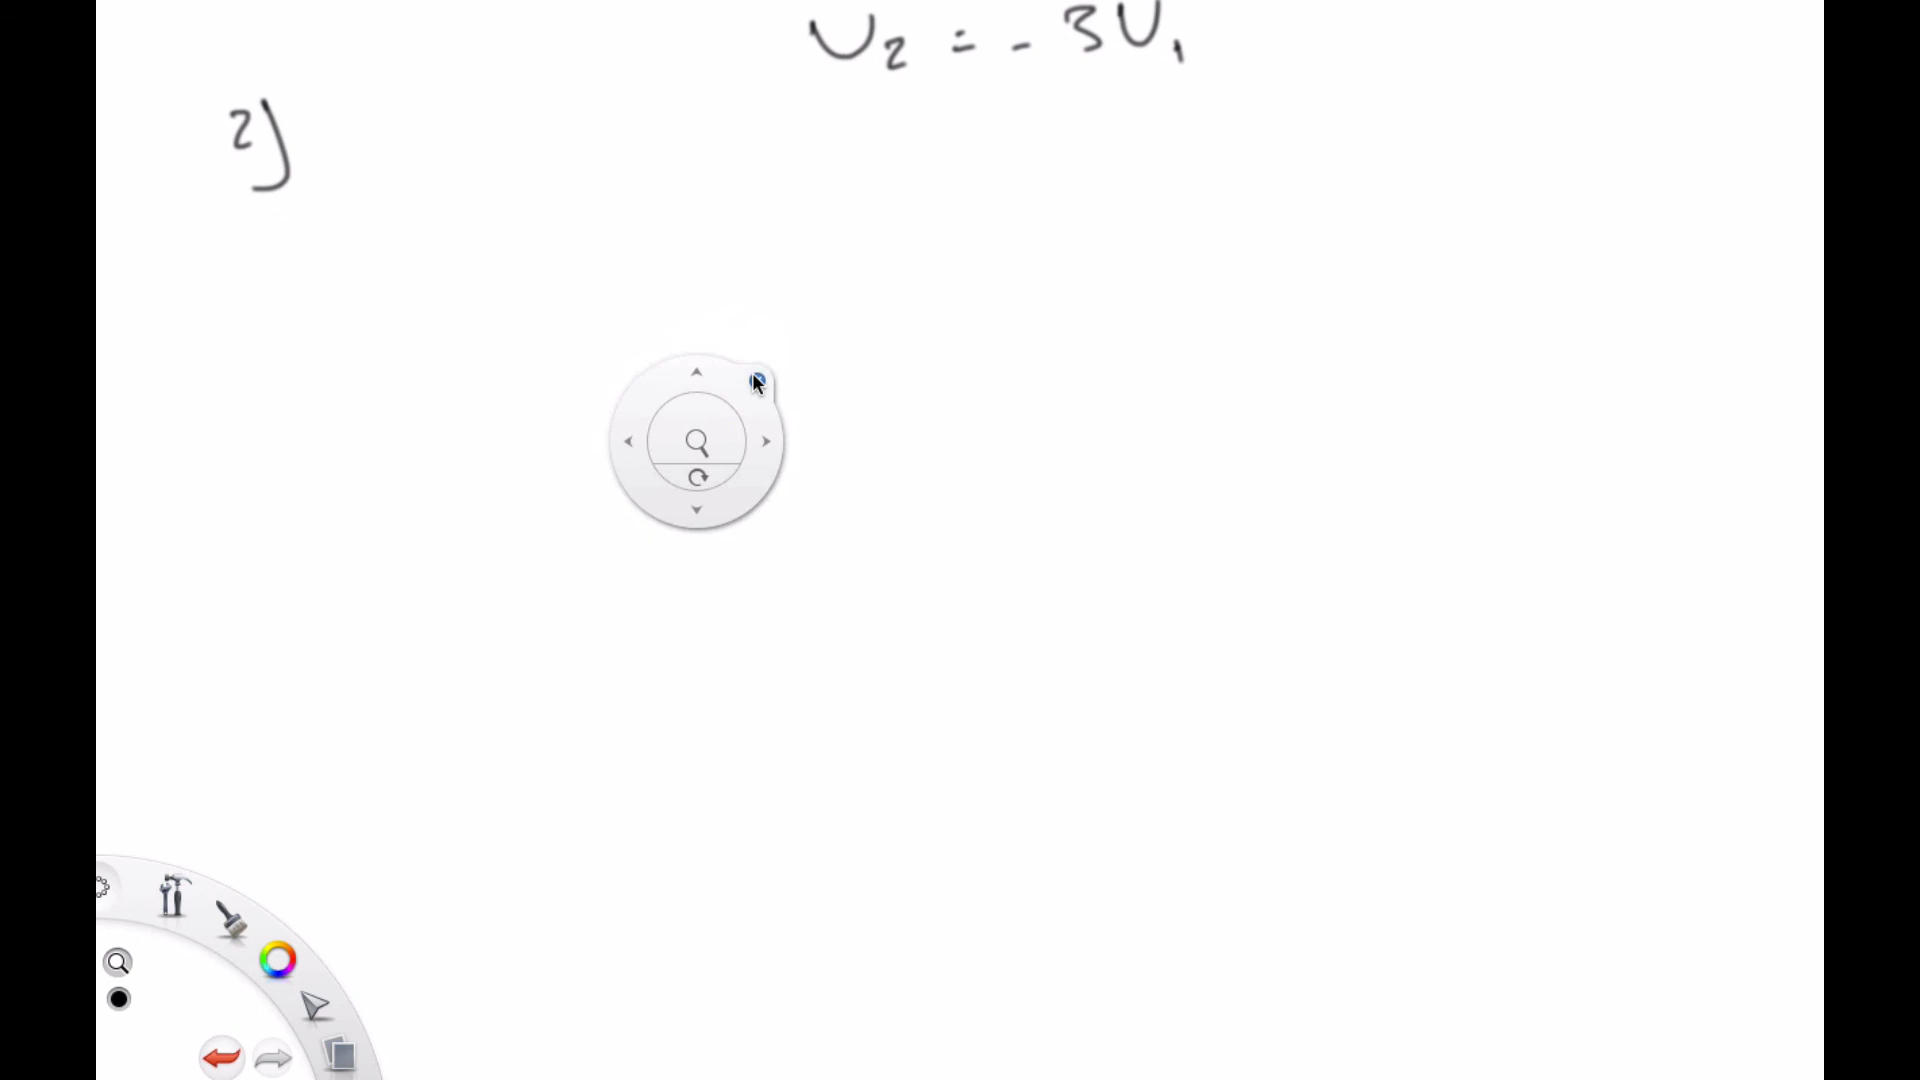 U₂ = - 3U₁
2)